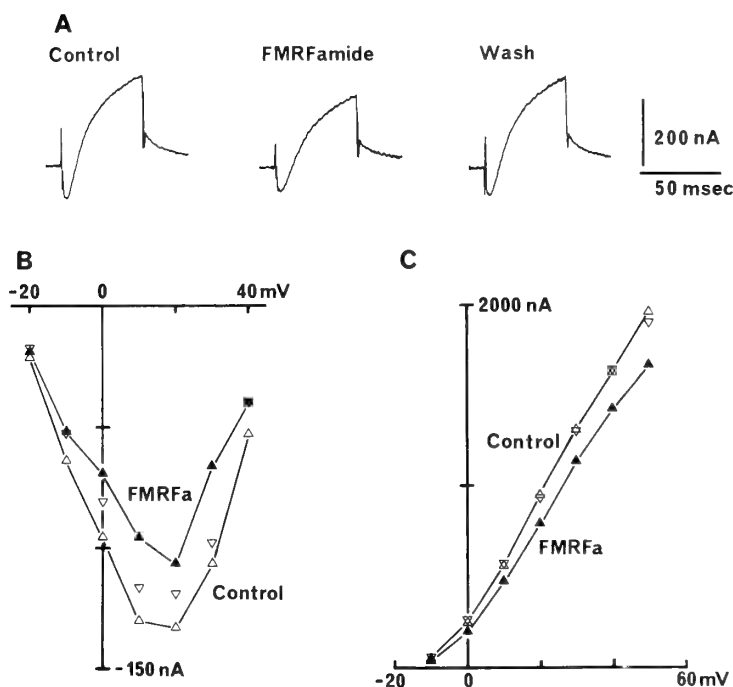 A
Control
FMRFamide
Wash
200 nA
50 msec
B
-20 0 40 mV
FMRFa
Control
-150 nA
C
2000 nA
Control
FMRFa
-20 0 60 mV